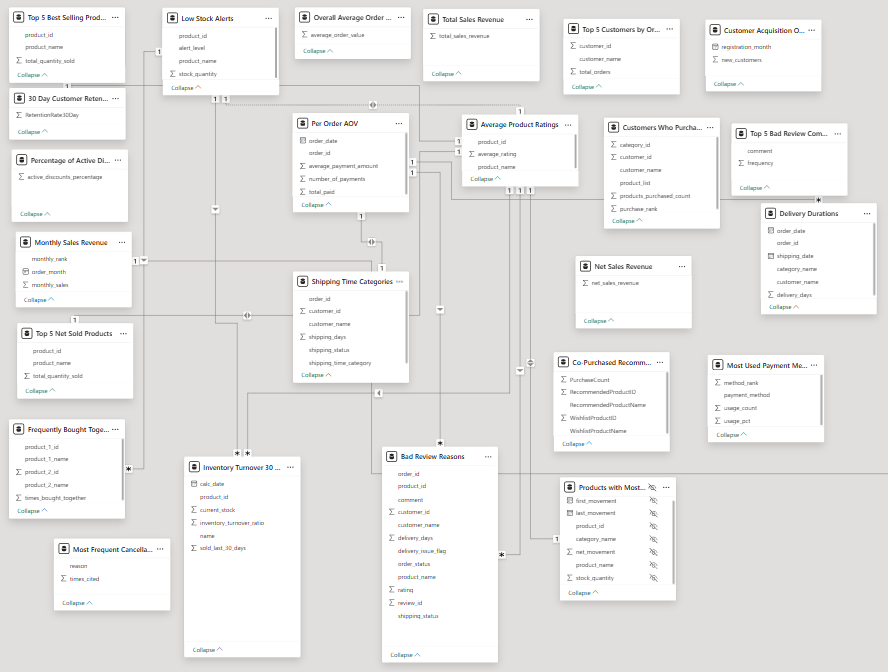 Top 5 Best Selling Prod... ...
product_id
product_name
total_quantity_sold
Collapse
Low Stock Alerts ...
product_id
alert_level
product_name
stock_quantity
Collapse
Overall Average Order ... ...
average_order_value
Collapse
Total Sales Revenue ...
total_sales_revenue
Collapse
Top 5 Customers by Or... ...
customer_id
customer_name
total_orders
Collapse
Customer Acquisition O... ...
registration_month
new_customers
Collapse
30 Day Customer Reten... ...
RetentionRate30Day
Collapse
Per Order AOV ...
order_date
order_id
average_payment_amount
number_of_payments
total_paid
Collapse
Average Product Ratings ...
product_id
average_rating
product_name
Collapse
Customers Who Purcha... ...
category_id
customer_id
customer_name
product_list
products_purchased_count
purchase_rank
Collapse
Top 5 Bad Review Com... ...
comment
frequency
Collapse
Percentage of Active Di... ...
active_discounts_percentage
Collapse
Delivery Durations ...
order_date
order_id
shipping_date
category_name
customer_name
delivery_days
Collapse
Monthly Sales Revenue ...
monthly_rank
order_month
monthly_sales
Collapse
Net Sales Revenue ...
net_sales_revenue
Collapse
Shipping Time Categories ...
order_id
customer_id
customer_name
shipping_days
shipping_status
shipping_time_category
Collapse
Top 5 Net Sold Products ...
product_id
product_name
total_quantity_sold
Collapse
Co-Purchased Recomm... ...
PurchaseCount
RecommendedProductID
RecommendedProductName
WishlistProductID
WishlistProductName
Collapse
Most Used Payment Me... ...
method_rank
payment_method
usage_count
usage_pct
Collapse
Frequently Bought Toge... ...
product_1_id
product_1_name
product_2_id
product_2_name
times_bought_together
Collapse
Inventory Turnover 30 ... ...
calc_date
product_id
current_stock
inventory_turnover_ratio
name
sold_last_30_days
Collapse
Bad Review Reasons ...
order_id
product_id
comment
customer_id
customer_name
delivery_days
delivery_issue_flag
order_status
product_name
rating
review_id
shipping_status
Collapse
Products with Most... ...
first_movement
last_movement
product_id
category_name
net_movement
product_name
stock_quantity
Collapse
Most Frequent Cancella... ...
reason
times_cited
Collapse